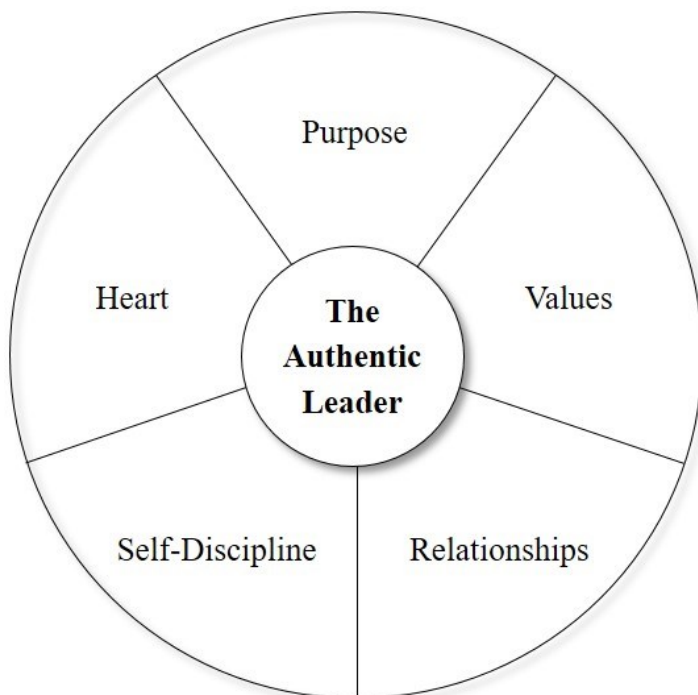 Purpose
Heart
Values
The
Authentic
Leader
Self-Discipline
Relationships